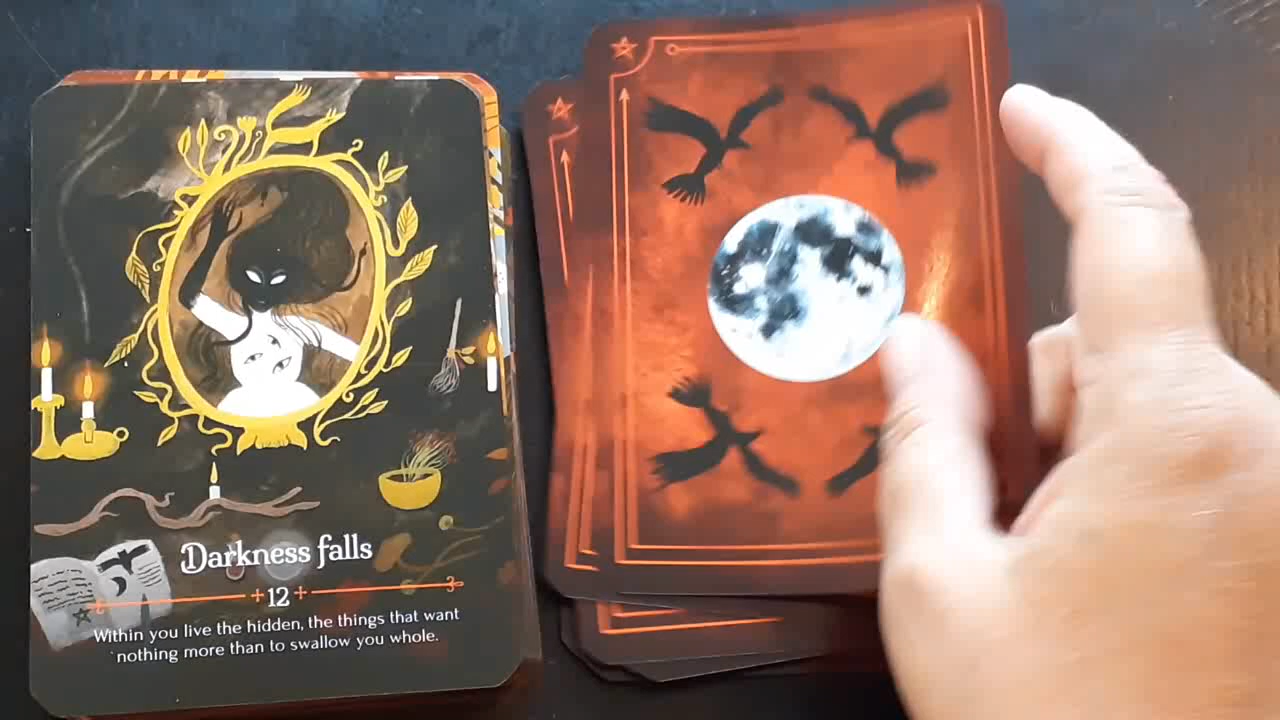 Darkness falls
12
Within you live the hidden, the things that want
nothing more than to swallow you whole.